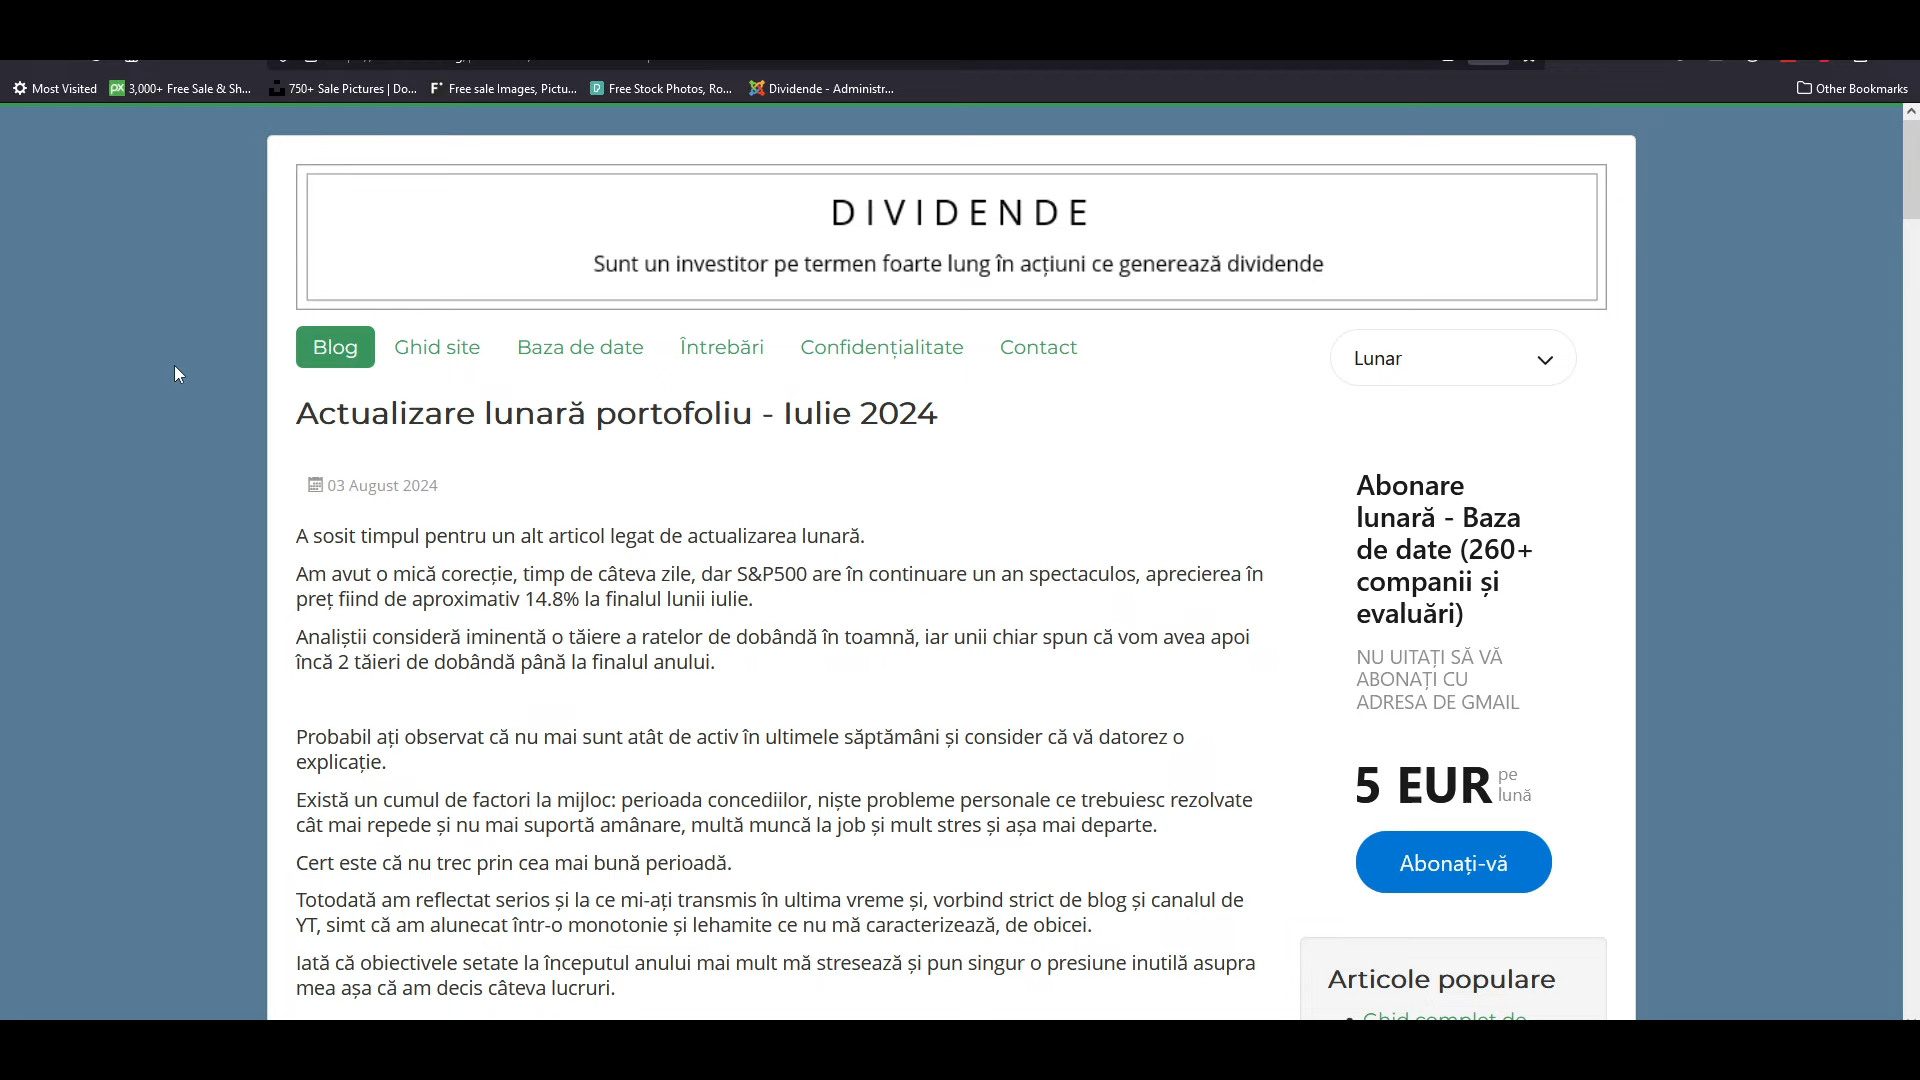 Most Visited
3,000+ Free Sale & Sh...
750+ Sale Pictures | Do...
Free sale Images, Pictu...
Free Stock Photos, Ro...
Dividende - Administr...
Other Bookmarks
DIVIDENDE
Sunt un investitor pe termen foarte lung în acțiuni ce generează dividende
Blog
Ghid site
Baza de date
Întrebări
Confidențialitate
Contact
Lunar
Actualizare lunară portofoliu - Iulie 2024
03 August 2024
A sosit timpul pentru un alt articol legat de actualizarea lunară.
Am avut o mică corecție, timp de câteva zile, dar S&P500 are în continuare un an spectaculos, aprecierea în
preț fiind de aproximativ 14.8% la finalul lunii iulie.
Analiștii consideră iminentă o tăiere a ratelor de dobândă în toamnă, iar unii chiar spun că vom avea apoi
încă 2 tăieri de dobândă până la finalul anului.
Probabil ați observat că nu mai sunt atât de activ în ultimele săptămâni și consider că vă datorez o
explicație.
Există un cumul de factori la mijloc: perioada concediilor, niște probleme personale ce trebuiesc rezolvate
cât mai repede și nu mai suportă amânare, multă muncă la job și mult stres și așa mai departe.
Cert este că nu trec prin cea mai bună perioadă.
Totodată am reflectat serios și la ce mi-ați transmis în ultima vreme și, vorbind strict de blog și canalul de
YT, simt că am alunecat într-o monotonie și lehamite ce nu mă caracterizează, de obicei.
Iată că obiectivele setate la începutul anului mai mult mă stresează și pun singur o presiune inutilă asupra
mea așa că am decis câteva lucruri.
Abonare
lunară - Baza
de date (260+
companii și
evaluări)
NU UITAȚI SĂ VĂ
ABONAȚI CU
ADRESA DE GMAIL
5 EUR pe
lună
Abonați-vă
Articole populare
Ghid complet de